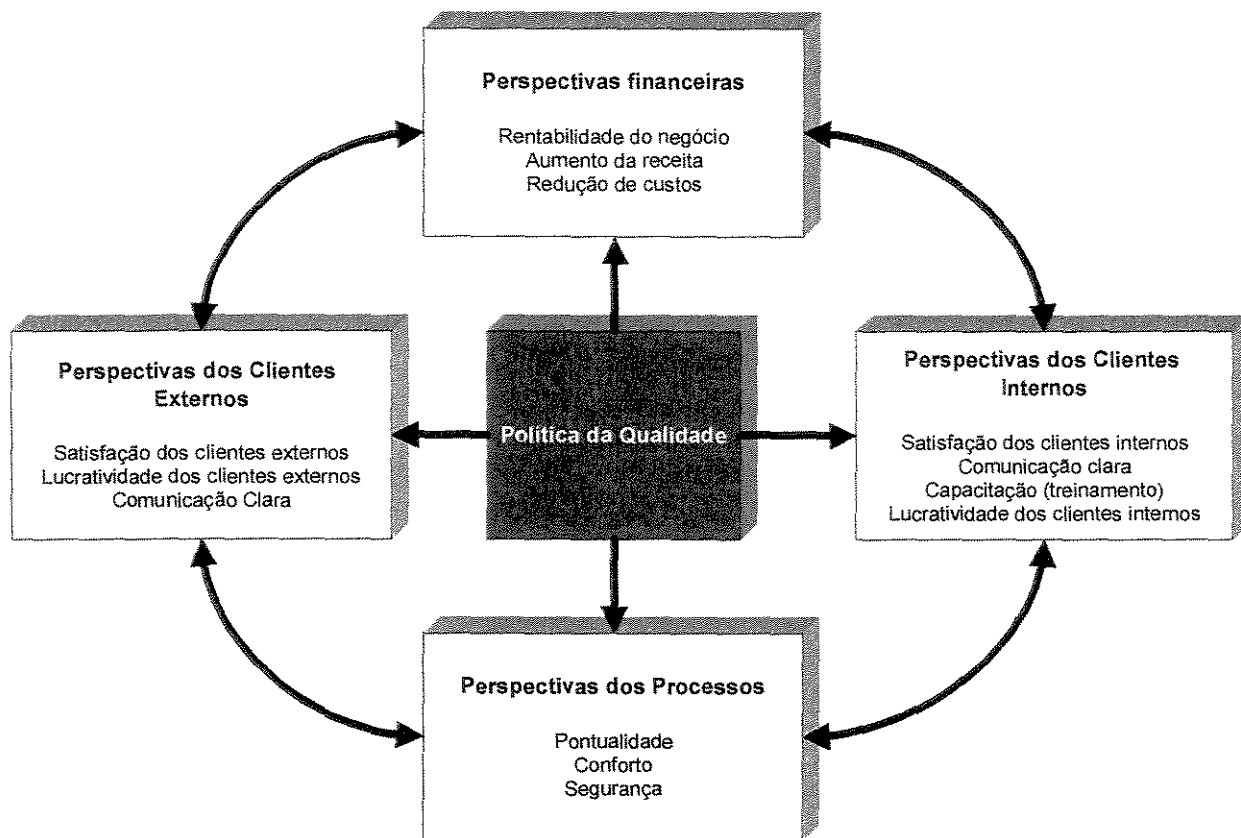 Perspectivas financeiras
Rentabilidade do negócio
Aumento da receita
Redução de custos
Perspectivas dos Clientes
Externos
Satisfação dos clientes externos
Lucratividade dos clientes externos
Comunicação Clara
Política da Qualidade
Perspectivas dos Clientes
Internos
Satisfação dos clientes internos
Comunicação clara
Capacitação (treinamento)
Lucratividade dos clientes internos
Perspectivas dos Processos
Pontualidade
Conforto
Segurança